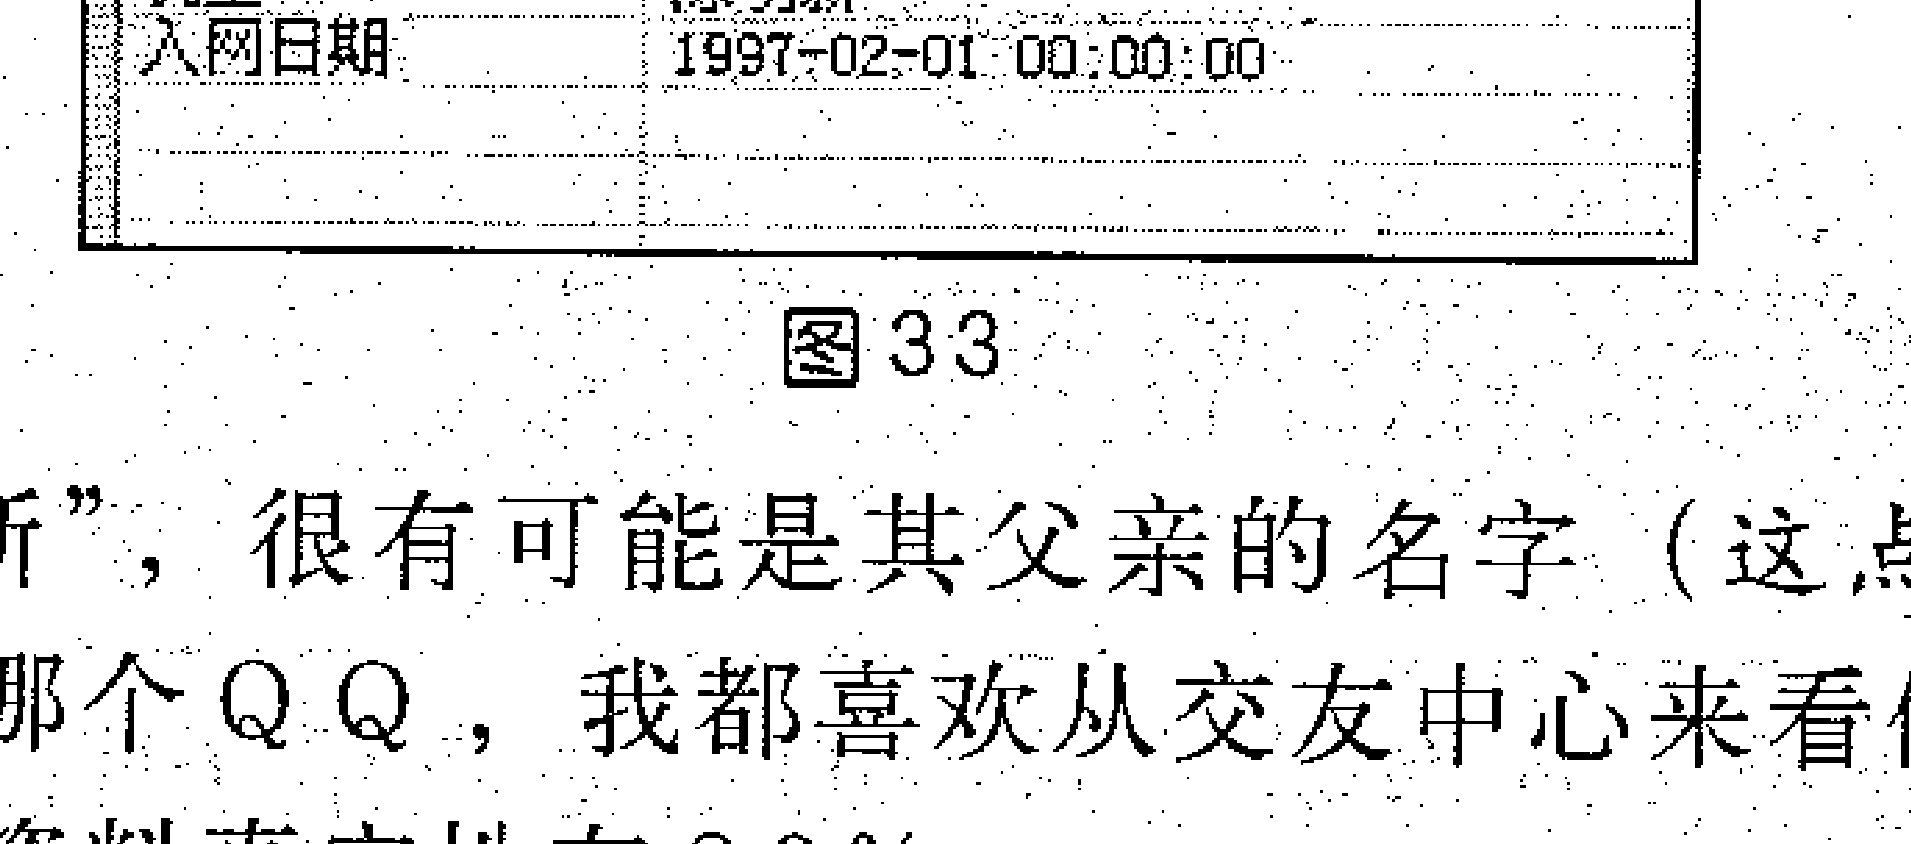 入网日期 1997-02-01 00:00:00
图33
”，很有可能是其父亲的名字（这点
哪个QQ，我都喜欢从交友中心来看